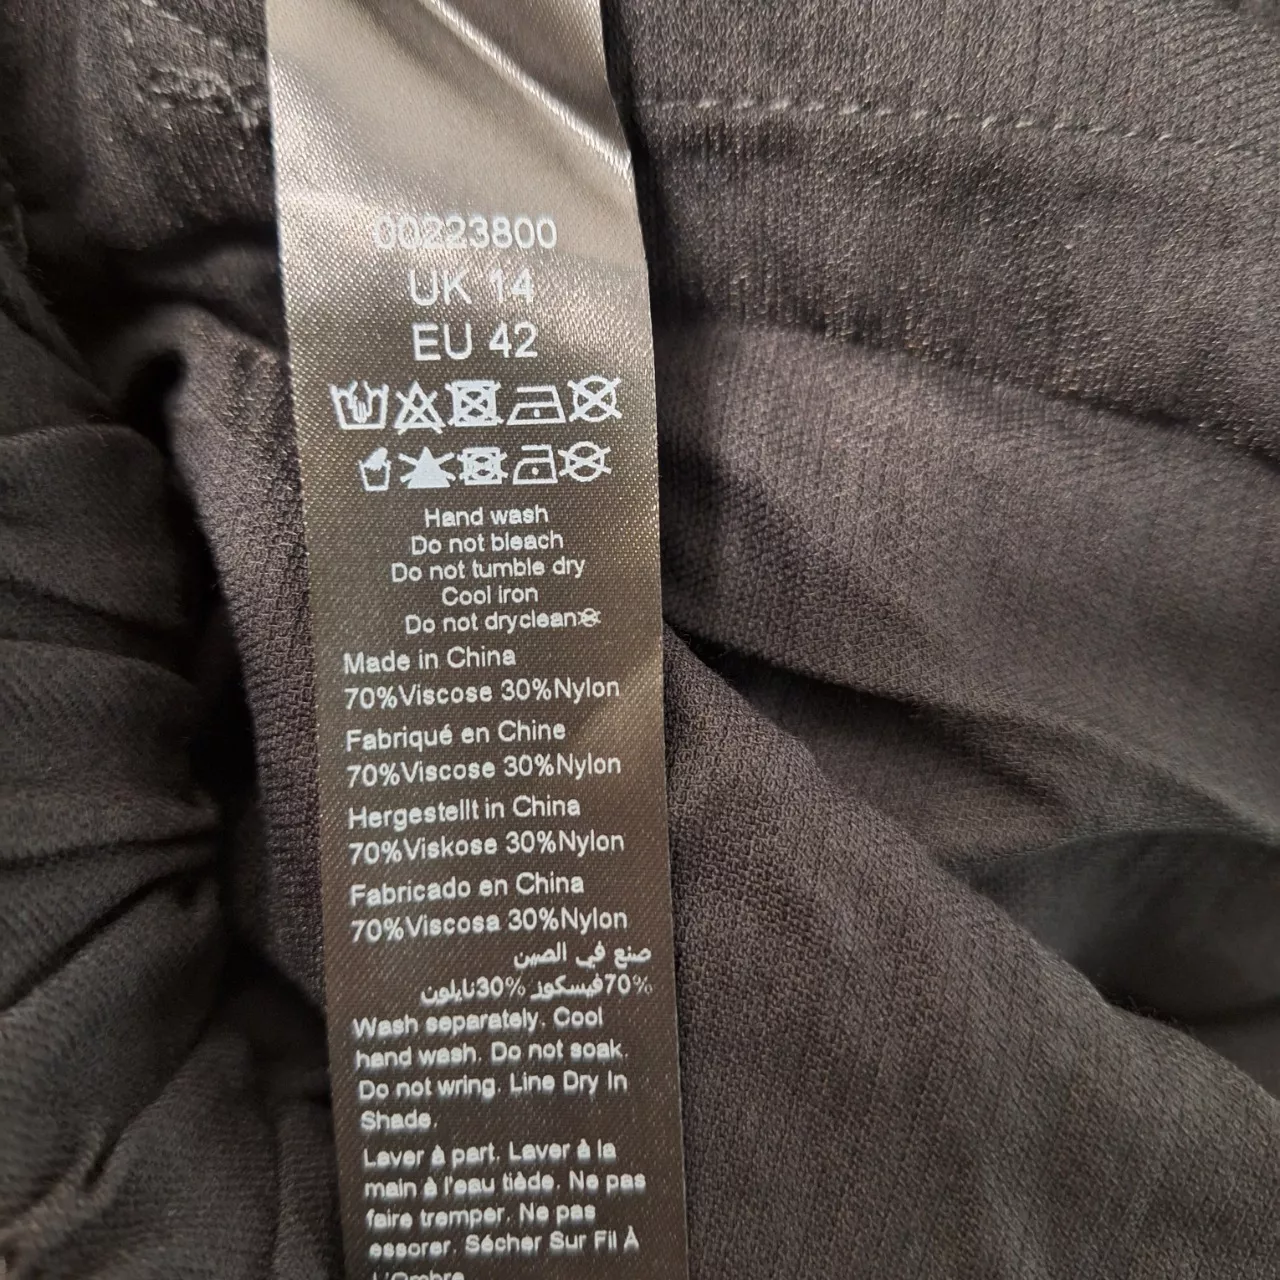 00223800
UK 14
EU 42
Hand wash
Do not bleach
Do not tumble dry
Cool iron
Do not dryclean
Made in China
70%Viscose 30%Nylon
Fabriqué en Chine
70%Viscose 30%Nylon
Hergestellt in China
70%Viskose 30%Nylon
Fabricado en China
70%Viscosa 30%Nylon
صنع في الصين
70%فيسكوز 30%نايلون
Wash separately. Cool
hand wash. Do not soak.
Do not wring. Line Dry In
Shade.
Laver à part. Laver à la
main à l'eau tiède. Ne pas
faire tremper. Ne pas
essorer. Sécher Sur Fil À
L'Ombre